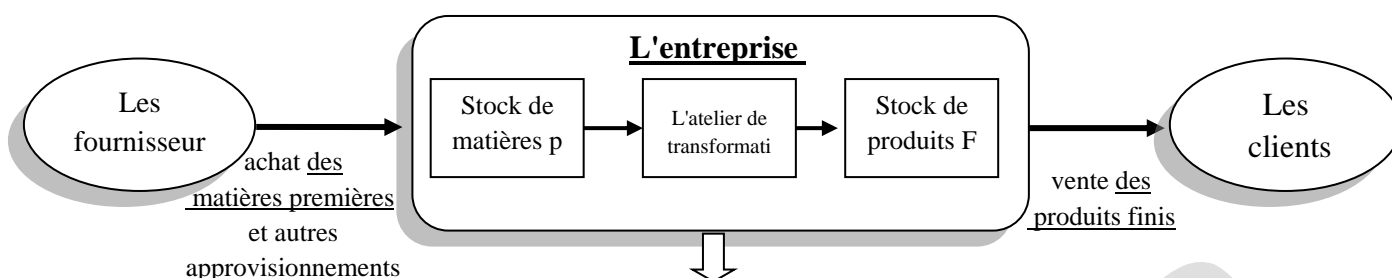 L'entreprise
Les
fournisseur
Stock de
matières p
L'atelier de
transformati
Stock de
produits F
Les
clients
achat des
matières premières
et autres
approvisionnements
vente des
produits finis